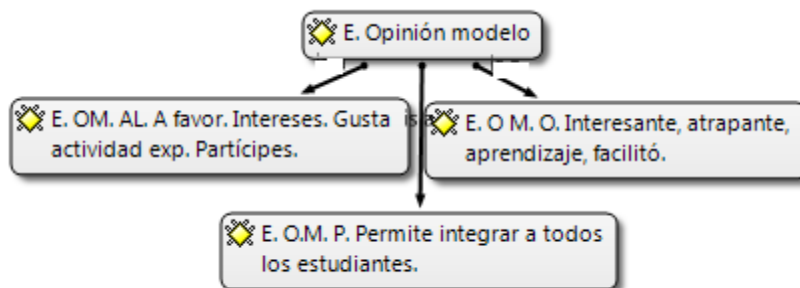 E. Opinión modelo
E. OM. AL. A favor. Intereses. Gusta
actividad exp. Partícipes.
E. O M. O. Interesante, atrapante,
aprendizaje, facilitó.
E. O.M. P. Permite integrar a todos
los estudiantes.